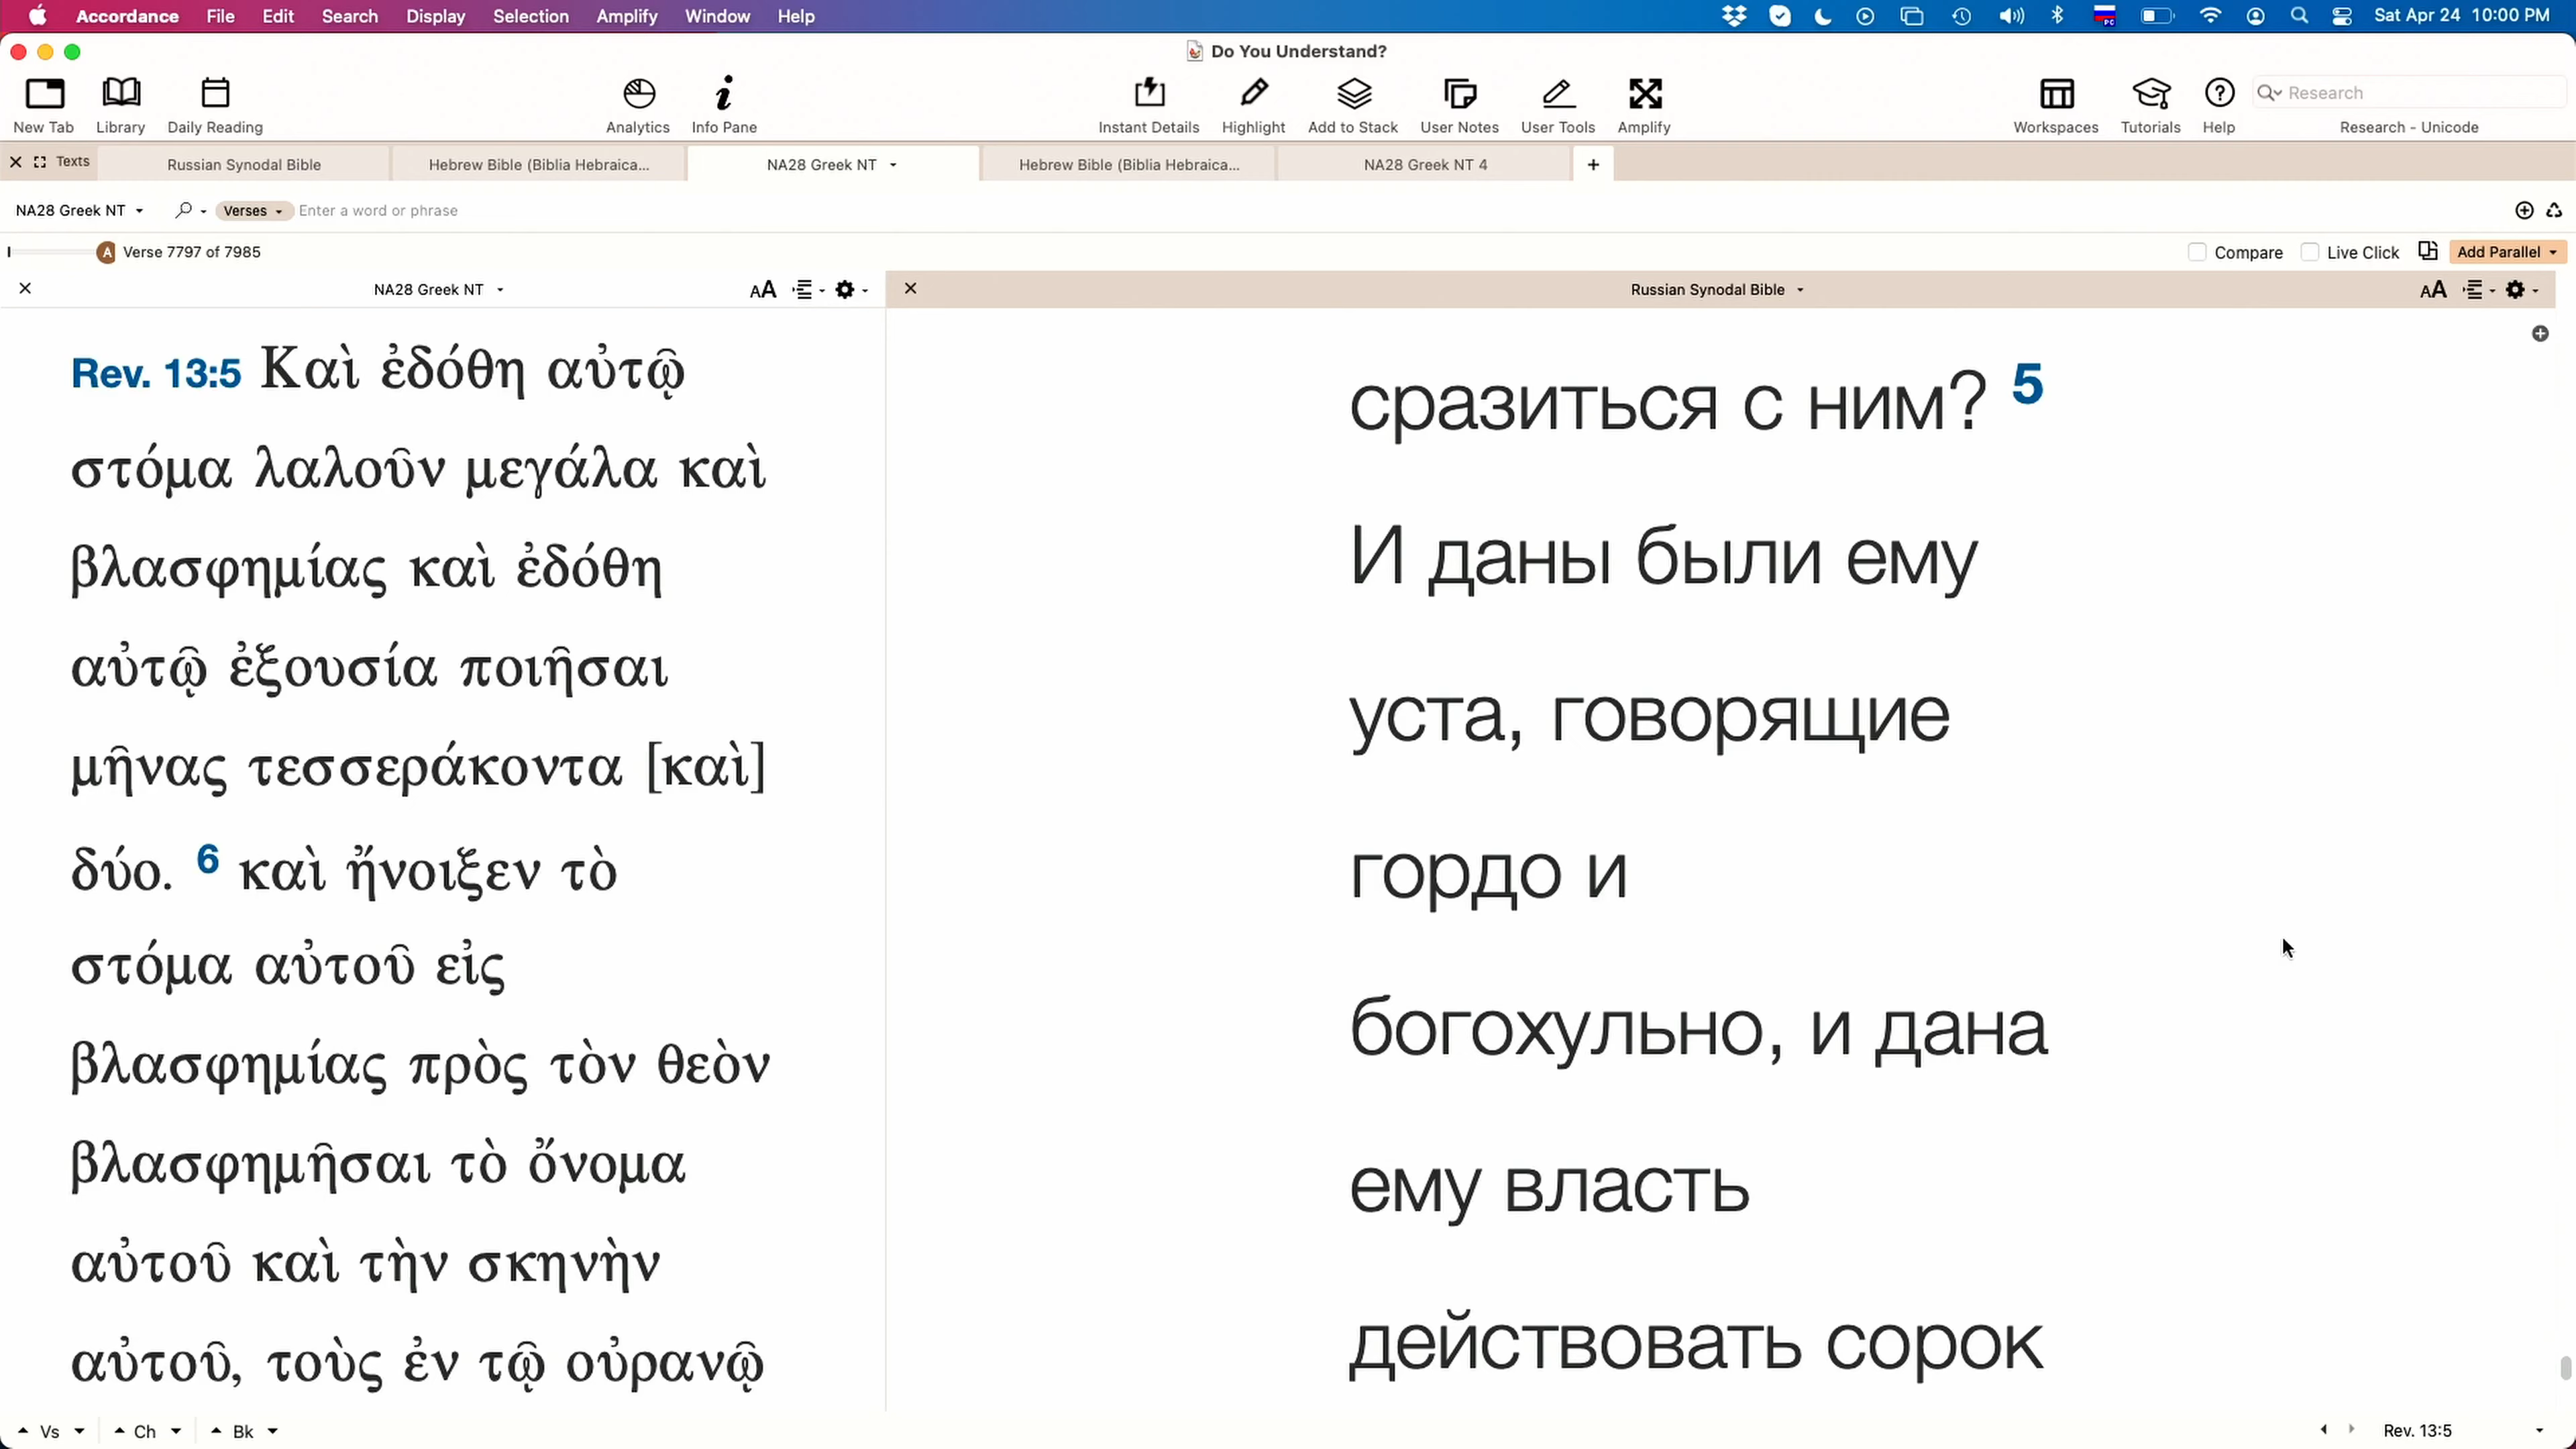 Accordance File Edit Search Display Selection Amplify Window Help Sat Apr 24 10:00 PM
Do You Understand?
New Tab Library Daily Reading Analytics Info Pane Instant Details Highlight Add to Stack User Notes User Tools Amplify Workspaces Tutorials Help Research
Research - Unicode
Texts Russian Synodal Bible Hebrew Bible (Biblia Hebraica... NA28 Greek NT Hebrew Bible (Biblia Hebraica... NA28 Greek NT 4 +
NA28 Greek NT Verses Enter a word or phrase
A Verse 7797 of 7985 Compare Live Click Add Parallel
NA28 Greek NT AA
Rev. 13:5 Καὶ ἐδόθη αὐτῷ
στόμα λαλοῦν μεγάλα καὶ
βλασφημίας καὶ ἐδόθη
αὐτῷ ἐξουσία ποιῆσαι
μῆνας τεσσεράκοντα [καὶ]
δύο. 6 καὶ ἤνοιξεν τὸ
στόμα αὐτοῦ εἰς
βλασφημίας πρὸς τὸν θεὸν
βλασφημῆσαι τὸ ὄνομα
αὐτοῦ καὶ τὴν σκηνὴν
αὐτοῦ, τοὺς ἐν τῷ οὐρανῷ
Russian Synodal Bible AA
сразиться с ним? 5
И даны были ему
уста, говорящие
гордо и
богохульно, и дана
ему власть
действовать сорок
Vs Ch Bk Rev. 13:5